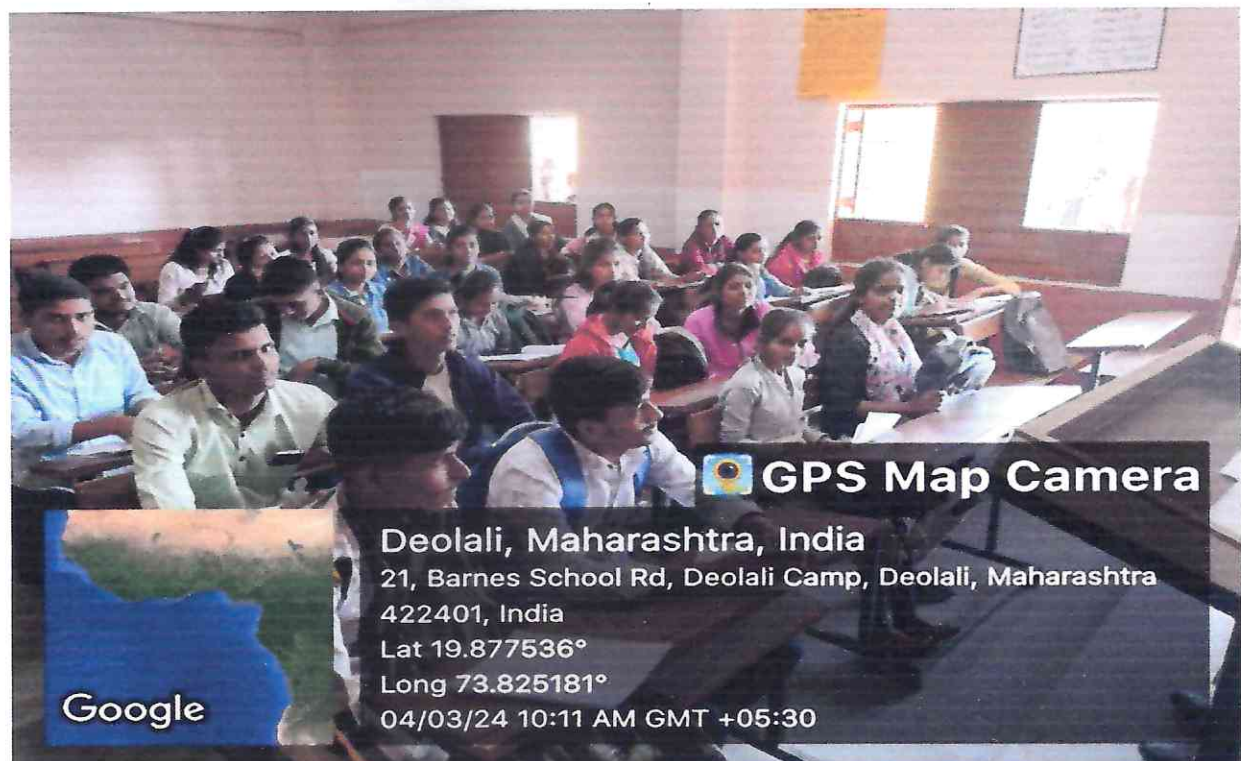 GPS Map Camera
Deolali, Maharashtra, India
21, Barnes School Rd, Deolali Camp, Deolali, Maharashtra
422401, India
Lat 19.877536°
Long 73.825181°
04/03/24 10:11 AM GMT +05:30
Google